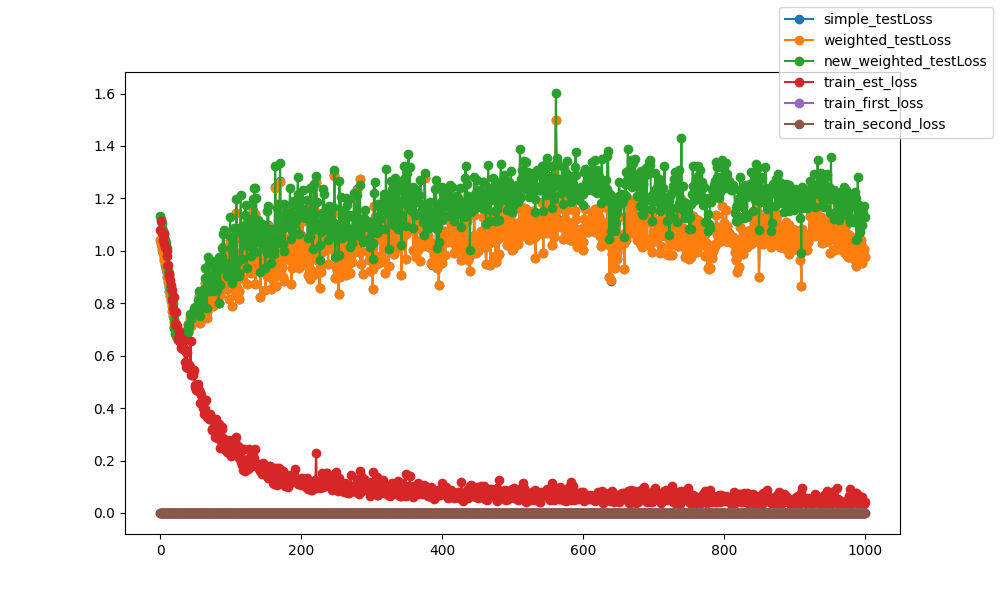 simple_testLoss
weighted_testLoss
new_weighted_testLoss
train_est_loss
train_first_loss
train_second_loss
1.6
1.4
1.2
1.0
0.8
0.6
0.4
0.2
0.0
0 200 400 600 800 1000